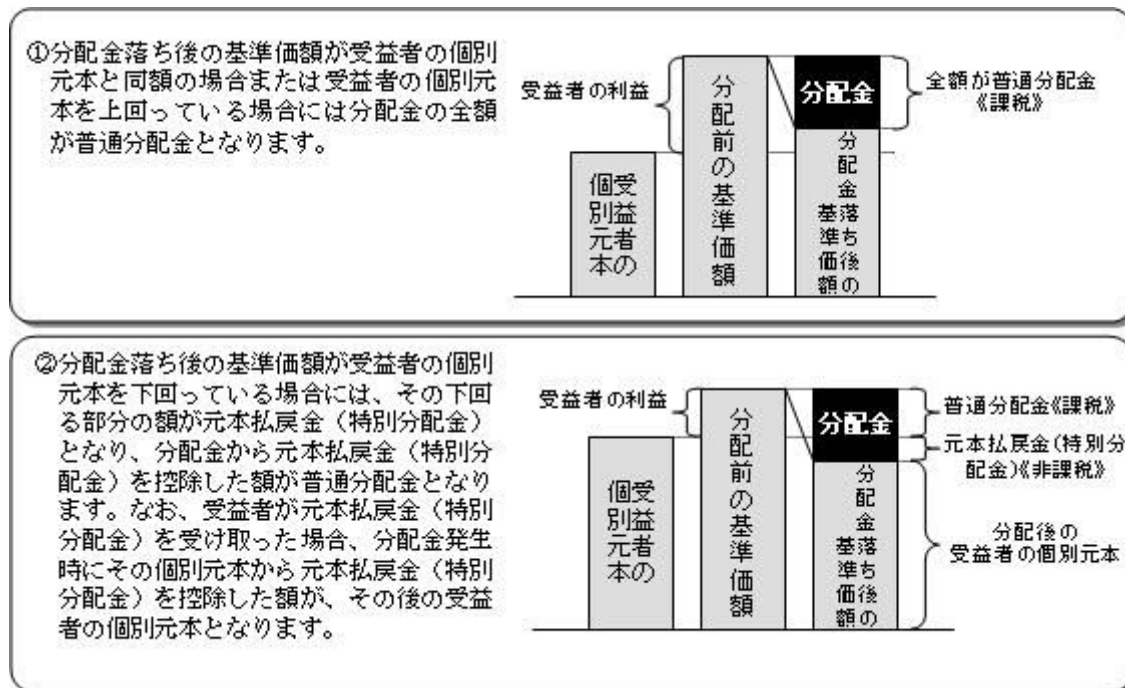 ①分配金落ち後の基準価額が受益者の個別
元本と同額の場合または受益者の個別元
本を上回っている場合には分配金の全額
が普通分配金となります。
受益者の利益
受益者の
個別元本
分配前の基準価額
分配金
分配金落ち後の
基準価額
全額が普通分配金
《課税》
②分配金落ち後の基準価額が受益者の個別
元本を下回っている場合には、その下回
る部分の額が元本払戻金（特別分配金）
となり、分配金から元本払戻金（特別分
配金）を控除した額が普通分配金となり
ます。なお、受益者が元本払戻金（特別
分配金）を受け取った場合、分配金発生
時にその個別元本から元本払戻金（特別
分配金）を控除した額が、その後の受益
者の個別元本となります。
受益者の利益
受益者の
個別元本
分配前の基準価額
分配金
分配金落ち後の
基準価額
普通分配金《課税》
元本払戻金(特別分
配金)《非課税》
分配後の
受益者の個別元本